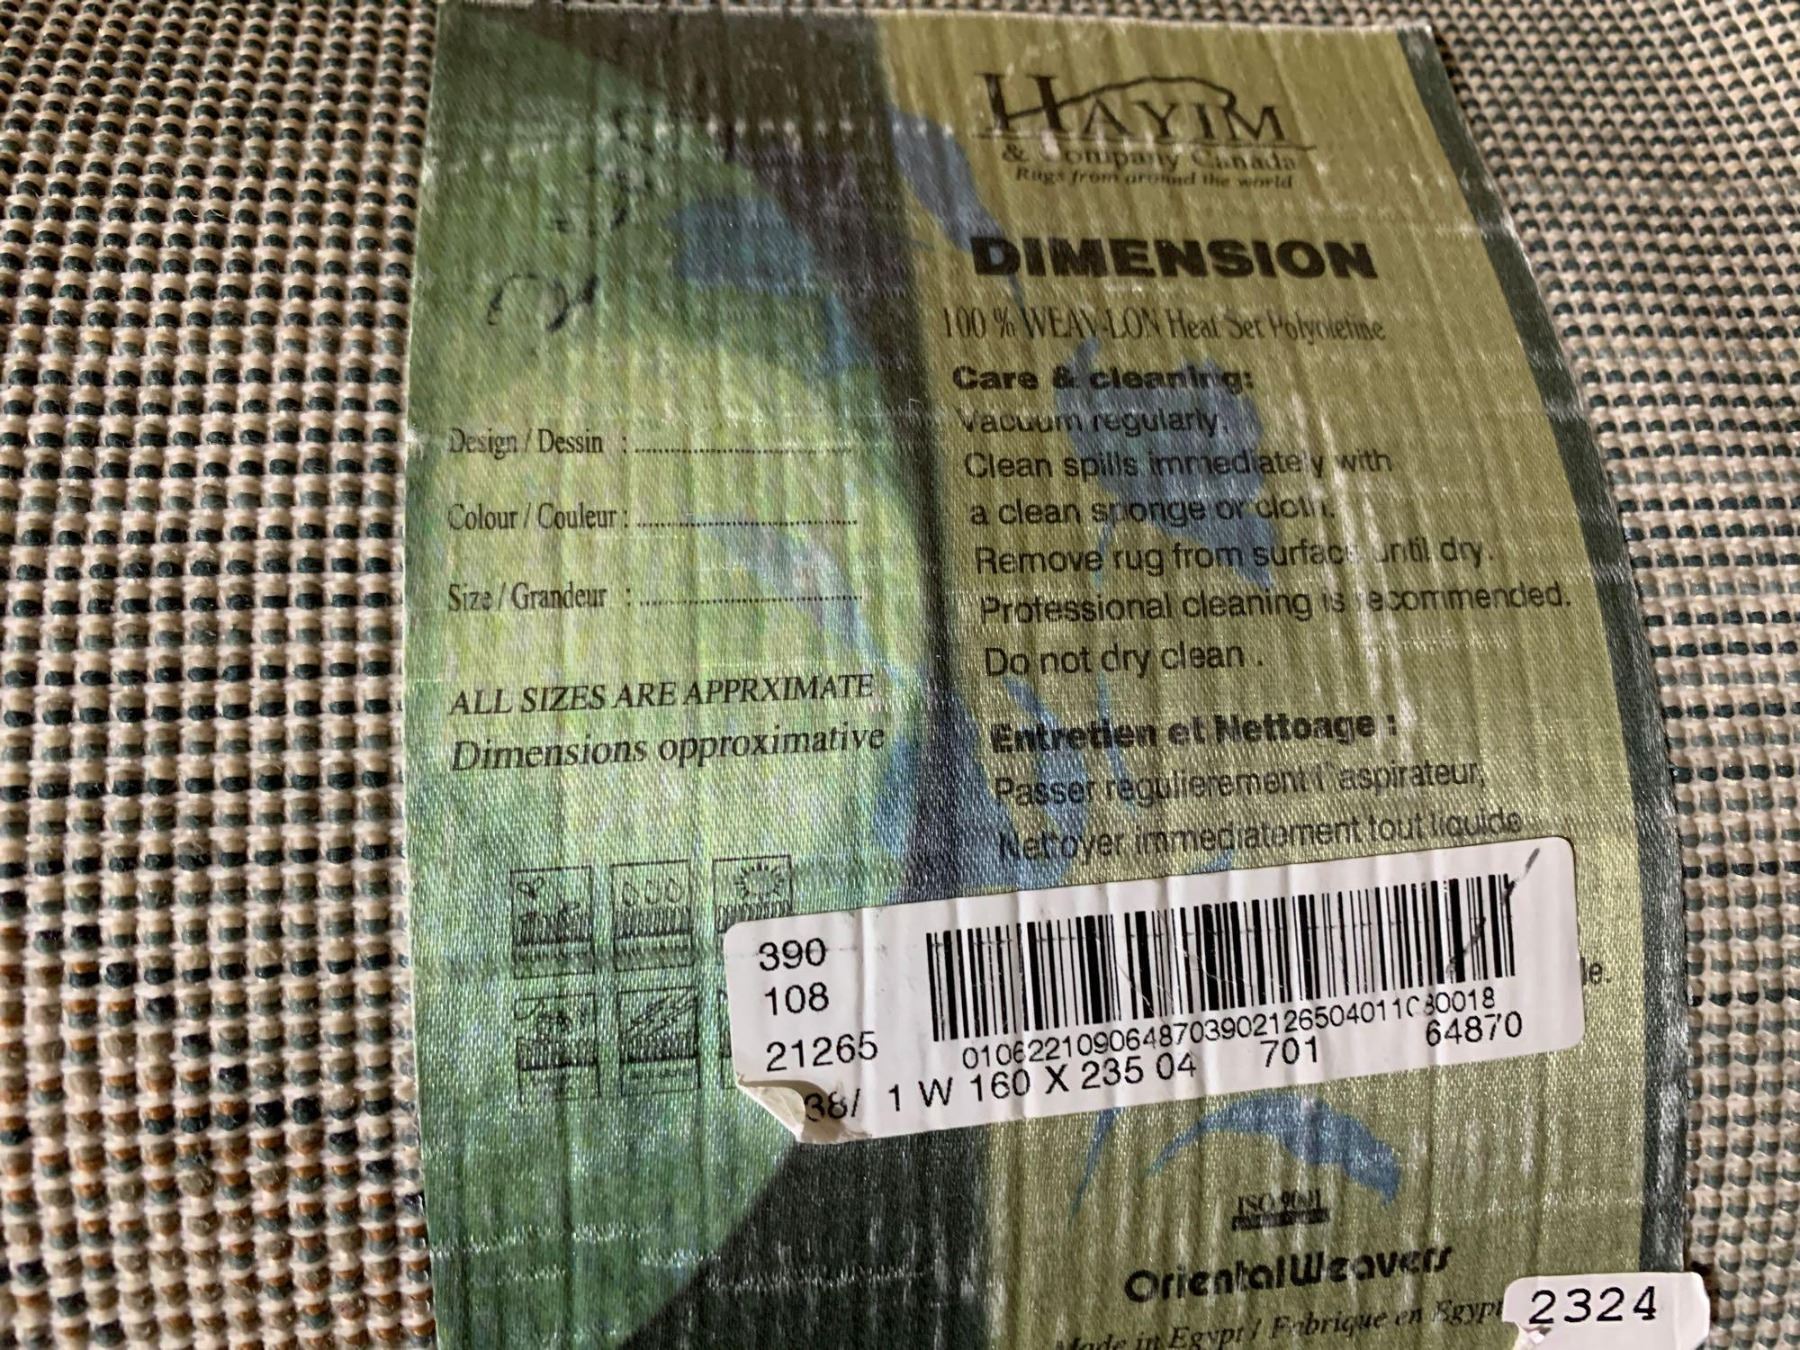 HAYIM
& Company Canada
Rugs from around the world
DIMENSION
100 % WEAV-LON Heat Set Polyoletine
Care & cleaning:
Vacuum regularly.
Clean spills immediately with
a clean sponge or cloth.
Remove rug from surface until dry.
Professional cleaning is recommended.
Do not dry clean .
Entretien et Nettoage :
Passer regulierement l' aspirateur,
Nettoyer immediatement tout liquide
Design / Dessin : ..............................
Colour / Couleur : ..............................
Size / Grandeur : ..............................
ALL SIZES ARE APPRXIMATE
Dimensions opproximative
390
108
21265
38/ 1 W 160 X 235 04 701 64870
ISO 9001
OrientalWeavers
Made in Egypt / Fabrique en Egypt
2324